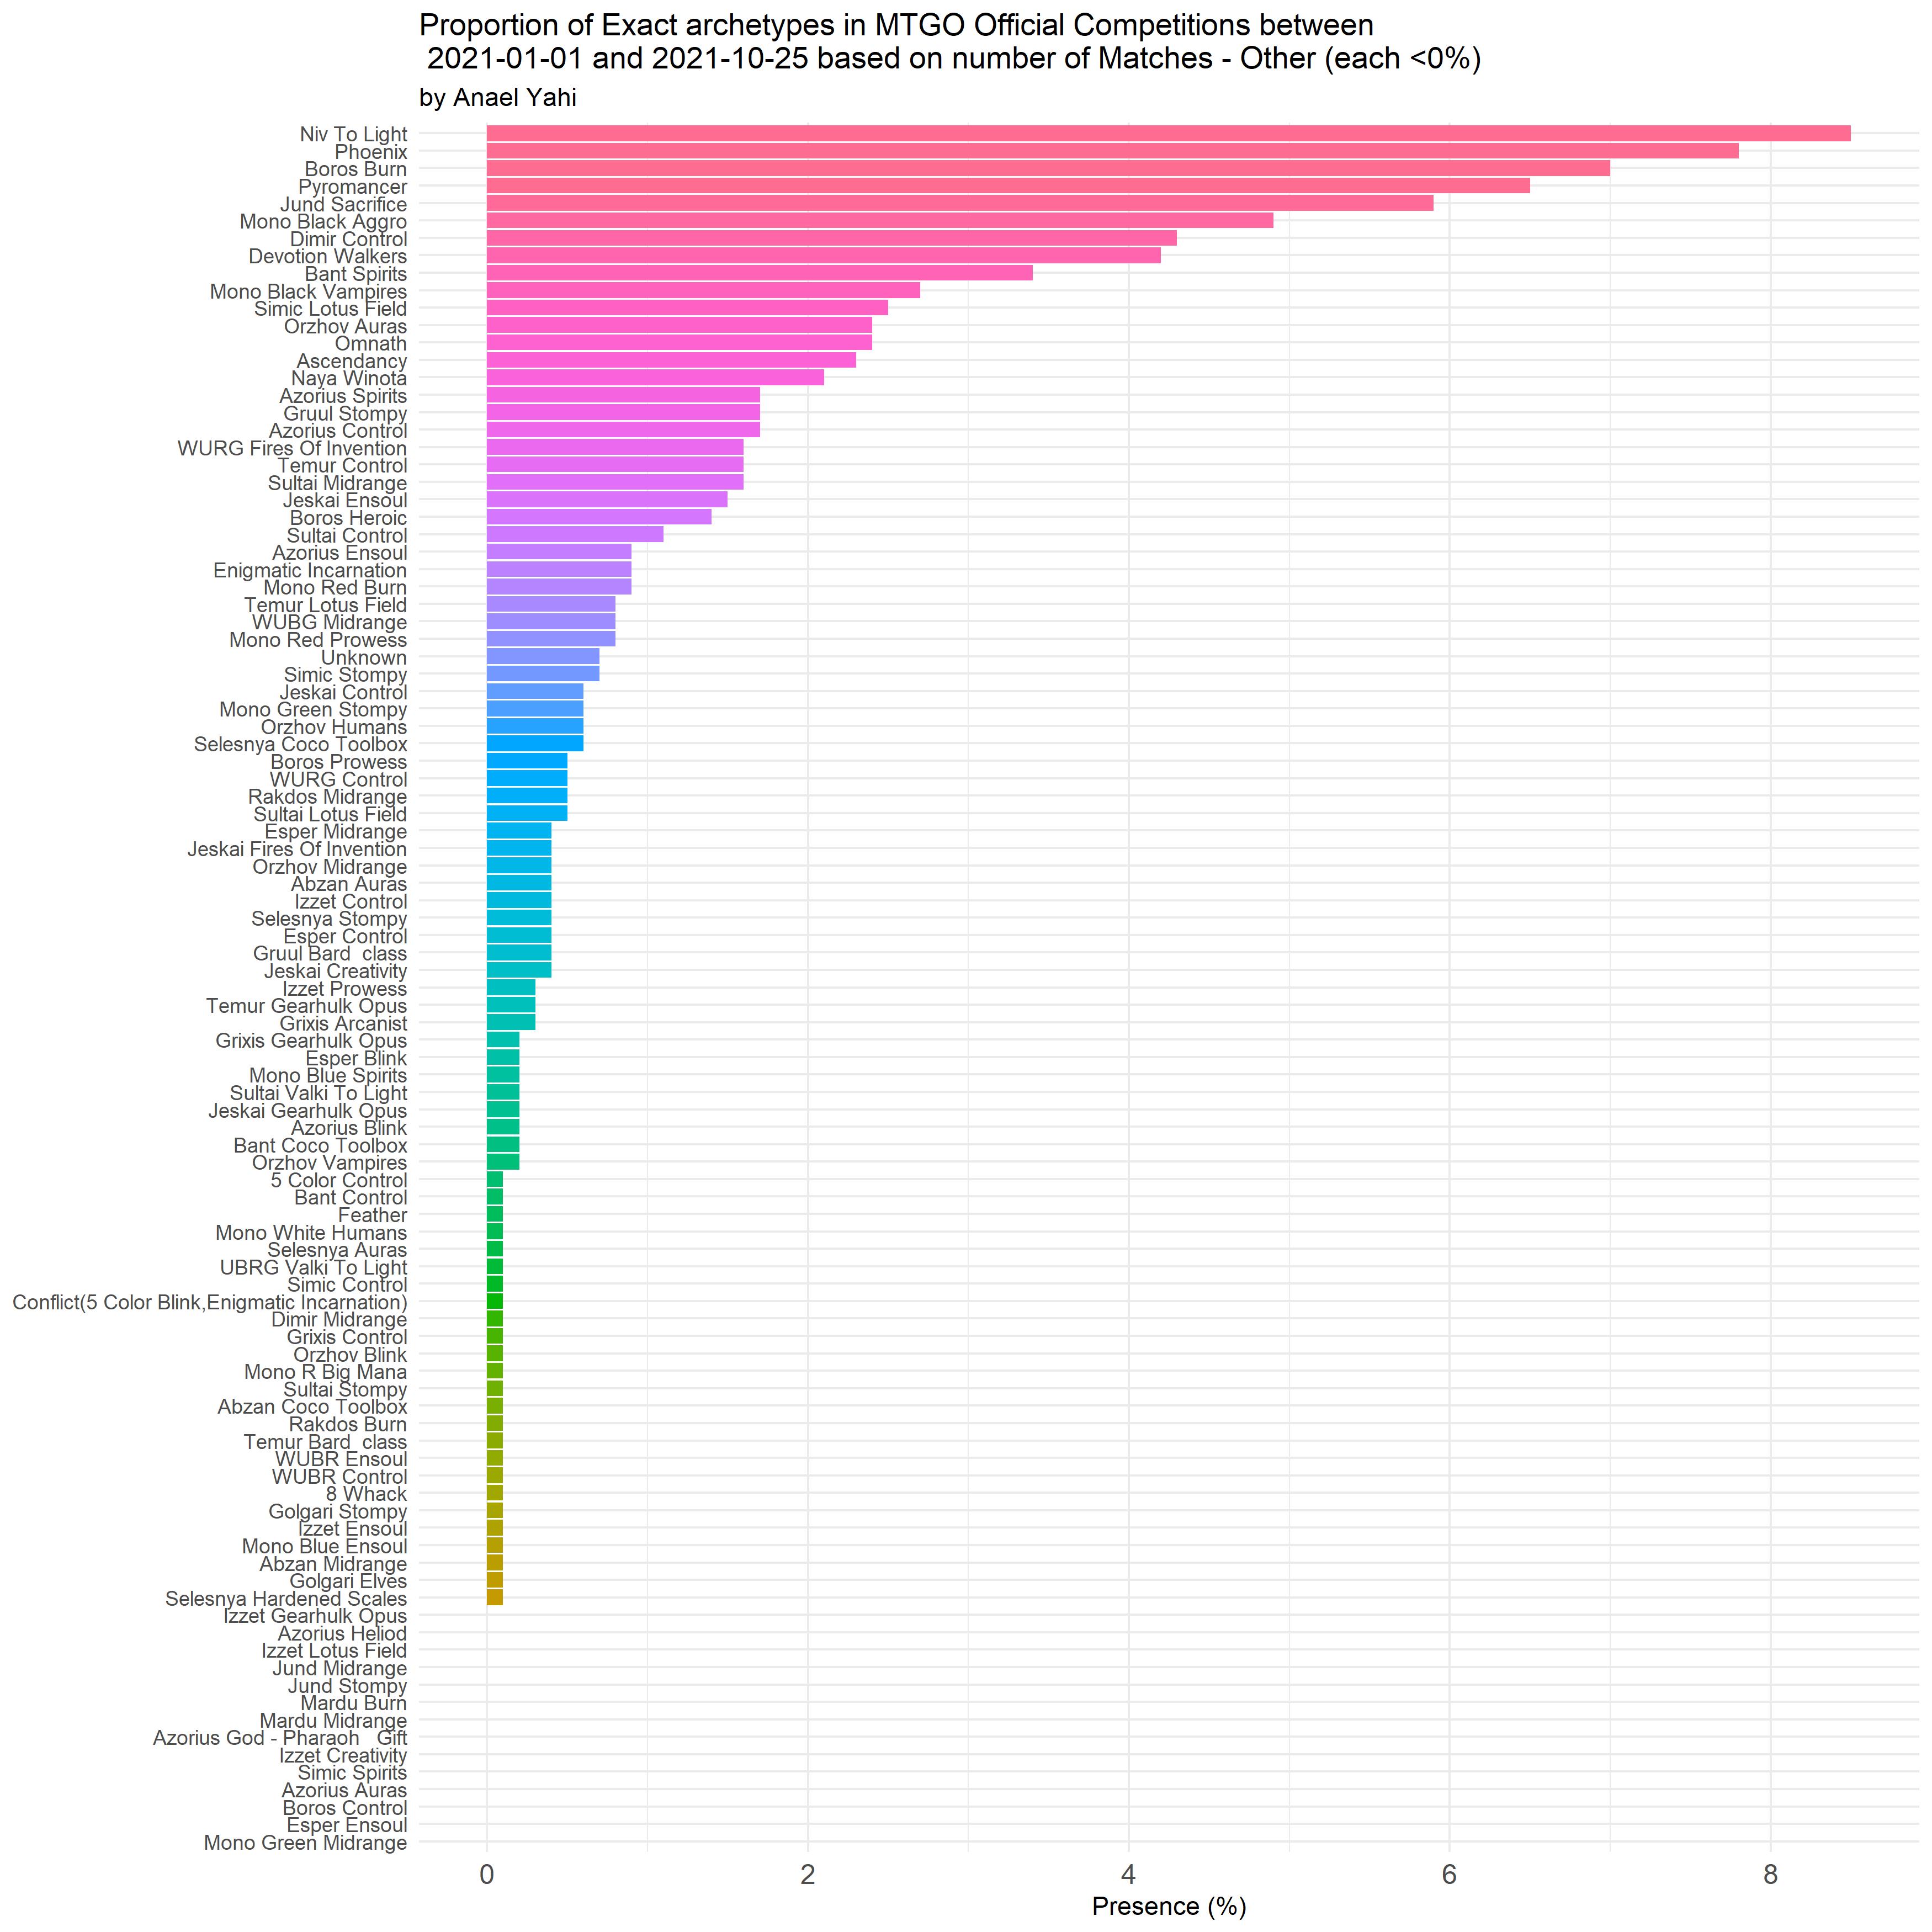 Proportion of Exact archetypes in MTGO Official Competitions between
2021-01-01 and 2021-10-25 based on number of Matches - Other (each <0%)
by Anael Yahi
Niv To Light
Phoenix
Boros Burn
Pyromancer
Jund Sacrifice
Mono Black Aggro
Dimir Control
Devotion Walkers
Bant Spirits
Mono Black Vampires
Simic Lotus Field
Orzhov Auras
Omnath
Ascendancy
Naya Winota
Azorius Spirits
Gruul Stompy
Azorius Control
WURG Fires Of Invention
Temur Control
Sultai Midrange
Jeskai Ensoul
Boros Heroic
Sultai Control
Azorius Ensoul
Enigmatic Incarnation
Mono Red Burn
Temur Lotus Field
WUBG Midrange
Mono Red Prowess
Unknown
Simic Stompy
Jeskai Control
Mono Green Stompy
Orzhov Humans
Selesnya Coco Toolbox
Boros Prowess
WURG Control
Rakdos Midrange
Sultai Lotus Field
Esper Midrange
Jeskai Fires Of Invention
Orzhov Midrange
Abzan Auras
Izzet Control
Selesnya Stompy
Esper Control
Gruul Bard  class
Jeskai Creativity
Izzet Prowess
Temur Gearhulk Opus
Grixis Arcanist
Grixis Gearhulk Opus
Esper Blink
Mono Blue Spirits
Sultai Valki To Light
Jeskai Gearhulk Opus
Azorius Blink
Bant Coco Toolbox
Orzhov Vampires
5 Color Control
Bant Control
Feather
Mono White Humans
Selesnya Auras
UBRG Valki To Light
Simic Control
Conflict(5 Color Blink,Enigmatic Incarnation)
Dimir Midrange
Grixis Control
Orzhov Blink
Mono R Big Mana
Sultai Stompy
Abzan Coco Toolbox
Rakdos Burn
Temur Bard  class
WUBR Ensoul
WUBR Control
8 Whack
Golgari Stompy
Izzet Ensoul
Mono Blue Ensoul
Abzan Midrange
Golgari Elves
Selesnya Hardened Scales
Izzet Gearhulk Opus
Azorius Heliod
Izzet Lotus Field
Jund Midrange
Jund Stompy
Mardu Burn
Mardu Midrange
Azorius God - Pharaoh   Gift
Izzet Creativity
Simic Spirits
Azorius Auras
Boros Control
Esper Ensoul
Mono Green Midrange
0 2 4 6 8
Presence (%)